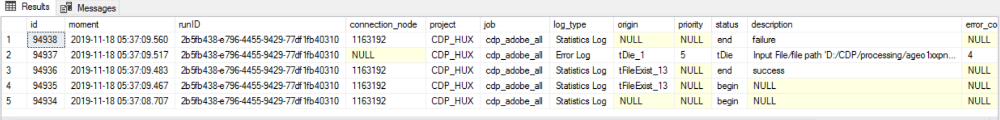 Results Messages
id moment runID connection_node project job log_type origin priority status description error_co
1 94938 2019-11-18 05:37:09.560 2b5fb438-e796-4455-9429-77df1fb40310 1163192 CDP_HUX cdp_adobe_all Statistics Log NULL NULL end failure NULL
2 94937 2019-11-18 05:37:09.517 2b5fb438-e796-4455-9429-77df1fb40310 NULL CDP_HUX cdp_adobe_all Error Log tDie_1 5 tDie Input File/file path 'D:/CDP/processing/ageo1xxpn... 4
3 94936 2019-11-18 05:37:09.483 2b5fb438-e796-4455-9429-77df1fb40310 1163192 CDP_HUX cdp_adobe_all Statistics Log tFileExist_13 NULL end success NULL
4 94935 2019-11-18 05:37:09.467 2b5fb438-e796-4455-9429-77df1fb40310 1163192 CDP_HUX cdp_adobe_all Statistics Log tFileExist_13 NULL begin NULL NULL
5 94934 2019-11-18 05:37:08.707 2b5fb438-e796-4455-9429-77df1fb40310 1163192 CDP_HUX cdp_adobe_all Statistics Log NULL NULL begin NULL NULL